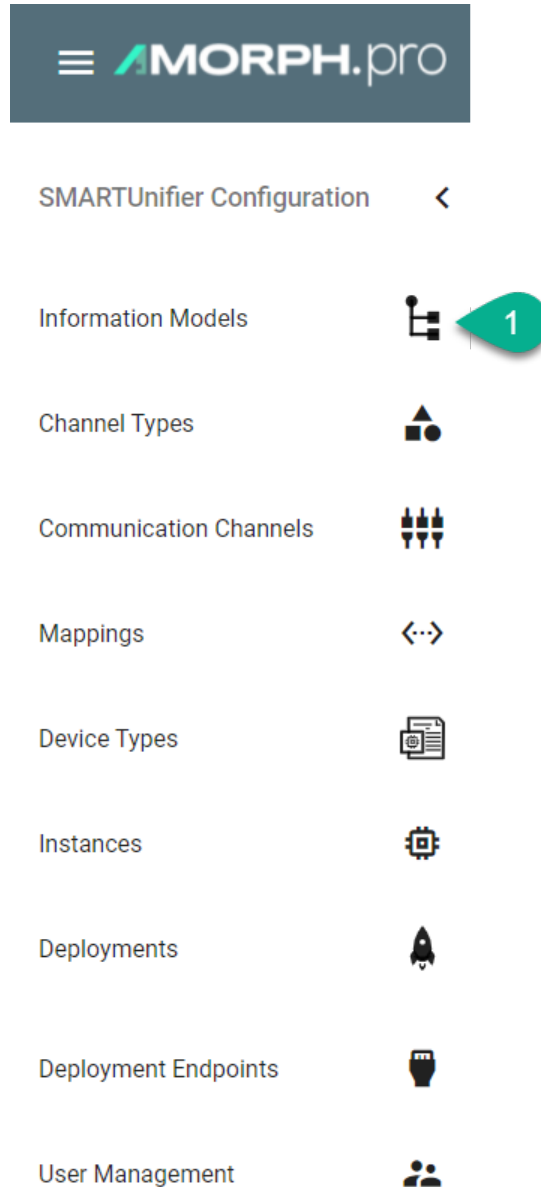 AMORPH.pro
SMARTUnifier Configuration
Information Models
1
Channel Types
Communication Channels
Mappings
Device Types
Instances
Deployments
Deployment Endpoints
User Management